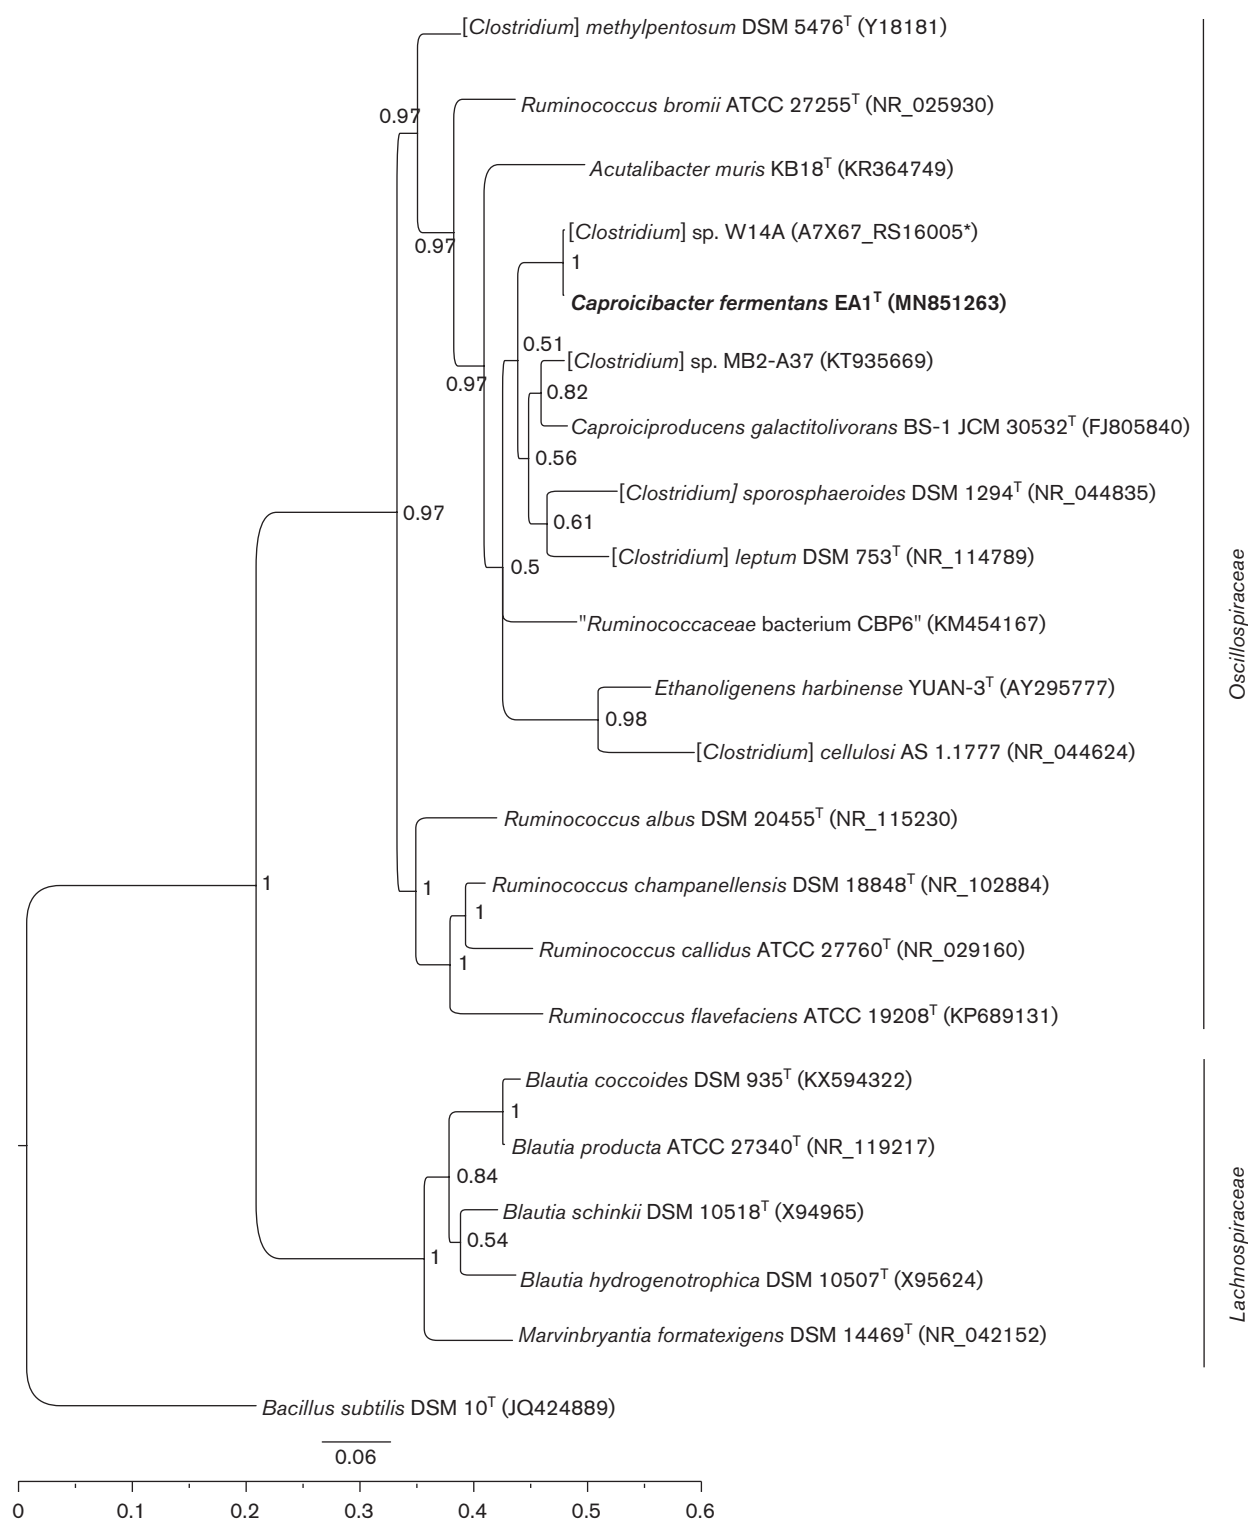 [Clostridium] methylpentosum DSM 5476ᵀ (Y18181)
Ruminococcus bromii ATCC 27255ᵀ (NR_025930)
0.97
Acutalibacter muris KB18ᵀ (KR364749)
[Clostridium] sp. W14A (A7X67_RS16005*)
0.97
1
Caproicibacter fermentans EA1ᵀ (MN851263)
0.51
[Clostridium] sp. MB2-A37 (KT935669)
0.97
0.82
Caproiciproducens galactitolivorans BS-1 JCM 30532ᵀ (FJ805840)
0.56
[Clostridium] sporosphaeroides DSM 1294ᵀ (NR_044835)
0.97
0.61
[Clostridium] leptum DSM 753ᵀ (NR_114789)
0.5
"Ruminococcaceae bacterium CBP6" (KM454167)
Ethanoligenens harbinense YUAN-3ᵀ (AY295777)
0.98
[Clostridium] cellulosi AS 1.1777 (NR_044624)
Ruminococcus albus DSM 20455ᵀ (NR_115230)
1
1
Ruminococcus champanellensis DSM 18848ᵀ (NR_102884)
1
Ruminococcus callidus ATCC 27760ᵀ (NR_029160)
1
Ruminococcus flavefaciens ATCC 19208ᵀ (KP689131)
Oscillospiraceae
Blautia coccoides DSM 935ᵀ (KX594322)
1
Blautia producta ATCC 27340ᵀ (NR_119217)
0.84
Blautia schinkii DSM 10518ᵀ (X94965)
0.54
1
Blautia hydrogenotrophica DSM 10507ᵀ (X95624)
Marvinbryantia formatexigens DSM 14469ᵀ (NR_042152)
Lachnospiraceae
Bacillus subtilis DSM 10ᵀ (JQ424889)
0.06
0 0.1 0.2 0.3 0.4 0.5 0.6